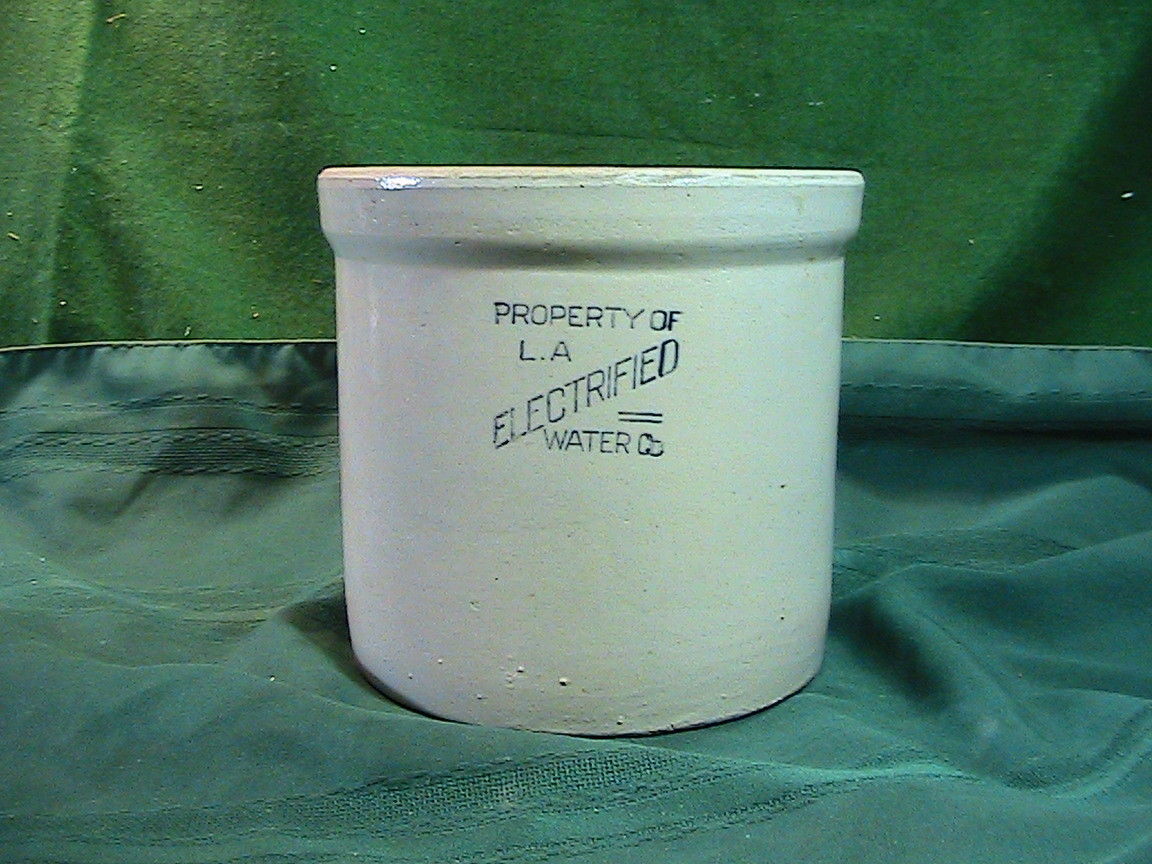 PROPERTY OF
L.A
ELECTRIFIED
WATER Co